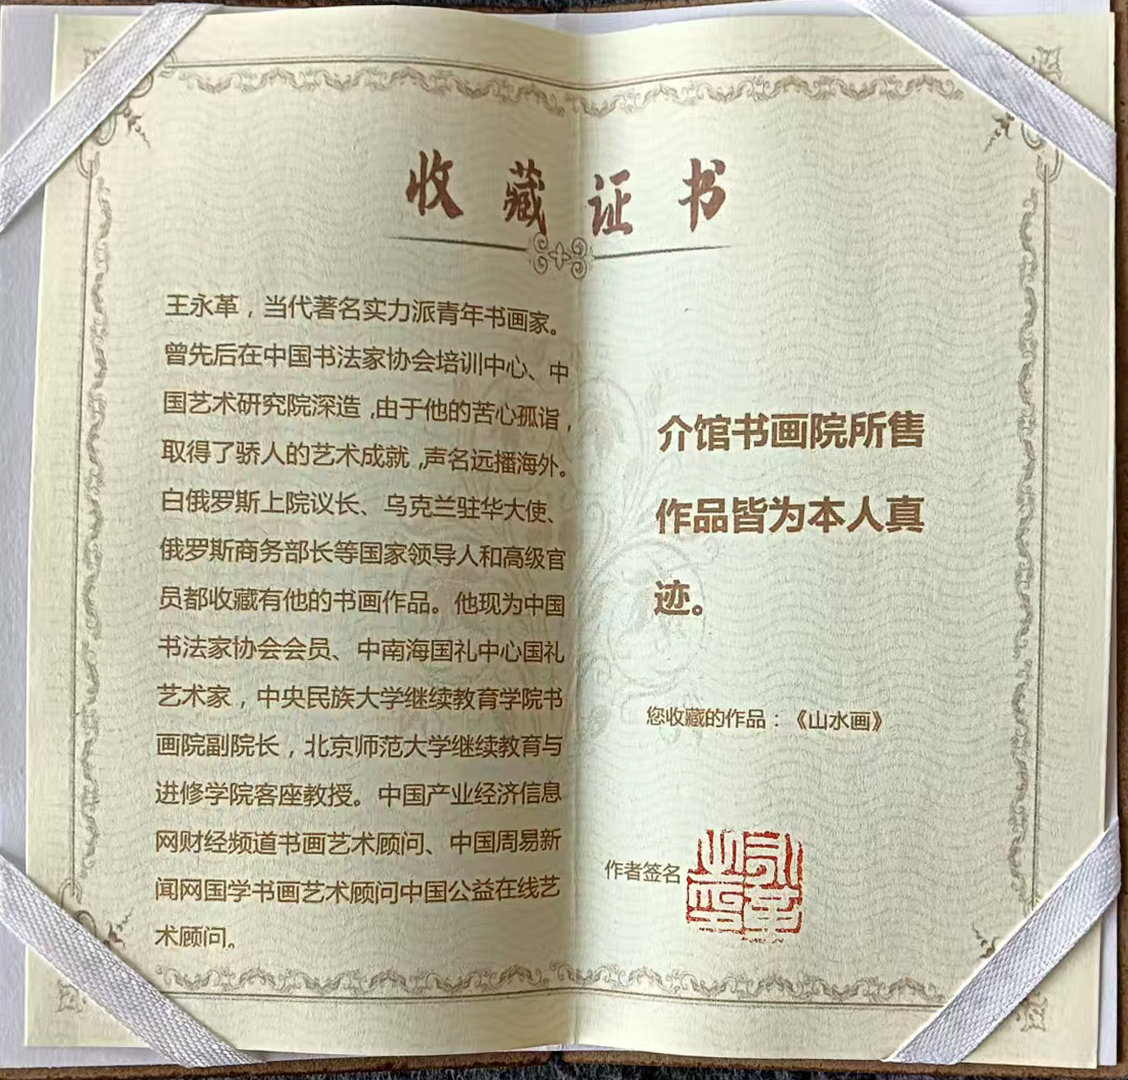 收藏证书
王永革，当代著名实力派青年书画家。
曾先后在中国书法家协会培训中心、中
国艺术研究院深造，由于他的苦心孤诣，
取得了骄人的艺术成就，声名远播海外。
白俄罗斯上院议长、乌克兰驻华大使、
俄罗斯商务部长等国家领导人和高级官
员都收藏有他的书画作品。他现为中国
书法家协会会员、中南海国礼中心国礼
艺术家，中央民族大学继续教育学院书
画院副院长，北京师范大学继续教育与
进修学院客座教授。中国产业经济信息
网财经频道书画艺术顾问、中国周易新
闻网国学书画艺术顾问中国公益在线艺
术顾问。
介馆书画院所售
作品皆为本人真
迹。
您收藏的作品：《山水画》
作者签名